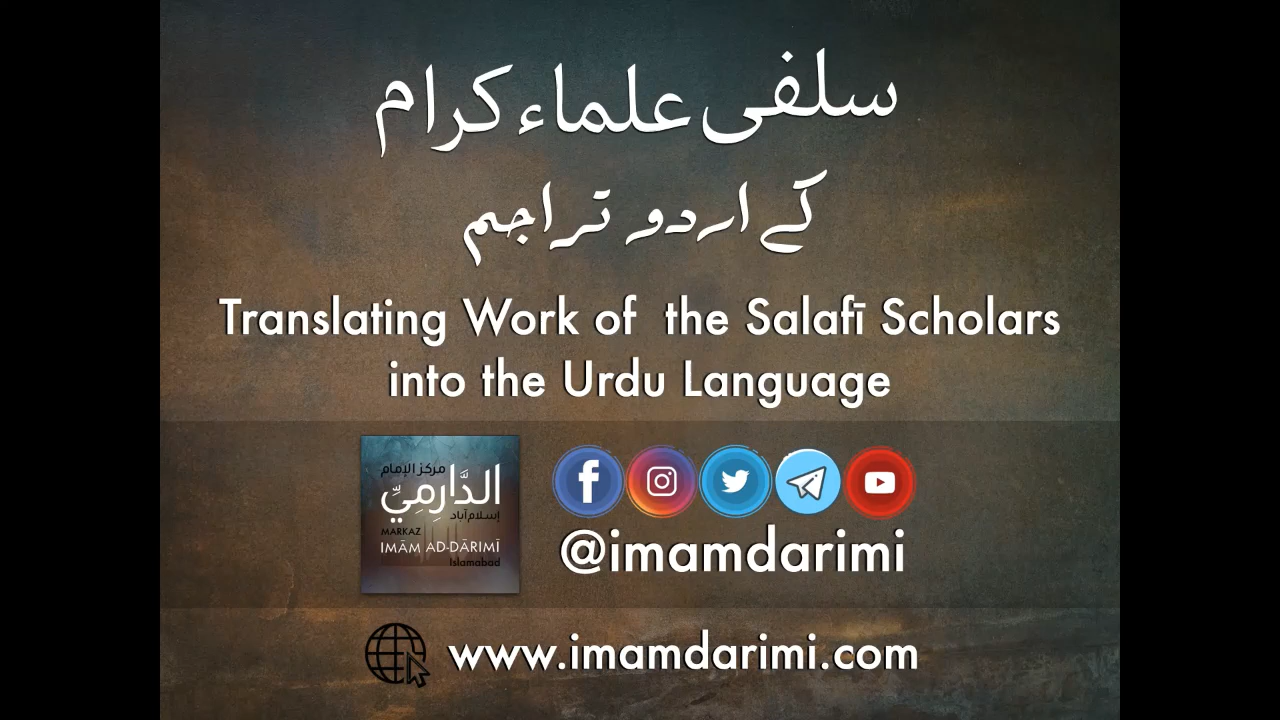 سلفی علماء کرام
کے اردو تراجم
Translating Work of the Salafī Scholars
into the Urdu Language
مركز الإمام
الدَّارِمِيِّ
إسلام آباد
MARKAZ
IMĀM AD-DĀRIMĪ
Islamabad
@imamdarimi
www.imamdarimi.com